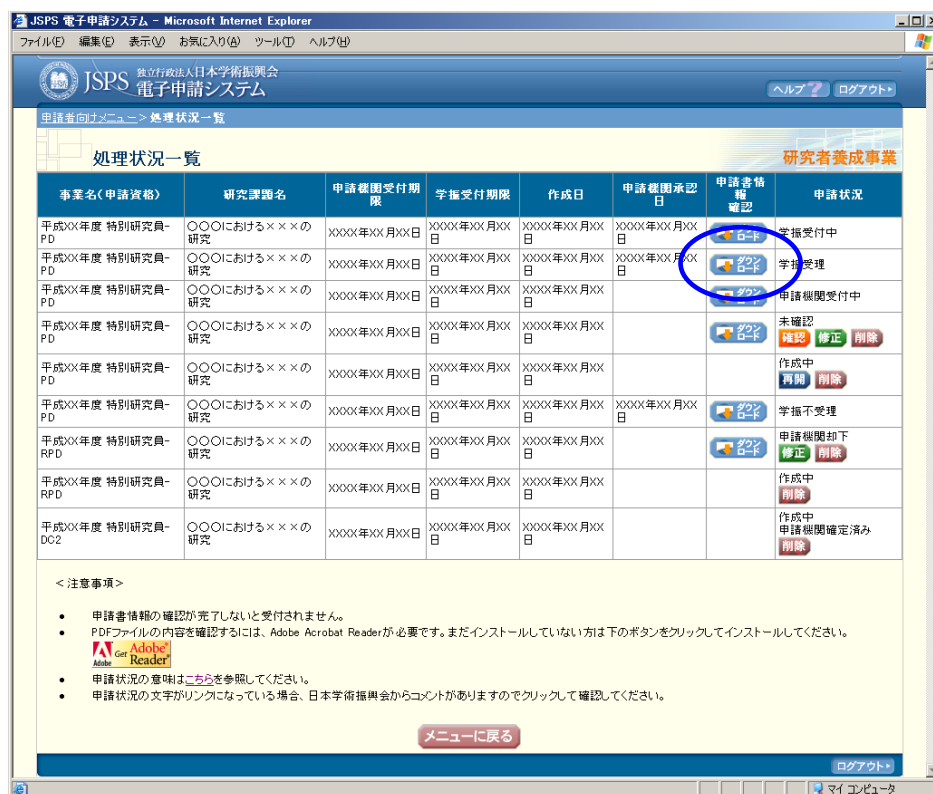 JSPS 電子申請システム - Microsoft Internet Explorer
ファイル(F) 編集(E) 表示(V) お気に入り(A) ツール(T) ヘルプ(H)
JSPS 独立行政法人日本学術振興会
電子申請システム
ヘルプ? ログアウト
申請者向けメニュー>処理状況一覧
処理状況一覧
研究者養成事業
事業名(申請資格) 研究課題名 申請機関受付期限 学振受付期限 作成日 申請機関承認日 申請書情報確認 申請状況
平成XX年度 特別研究員-PD 〇〇〇における×××の研究 XXXX年XX月XX日 XXXX年XX月XX日 XXXX年XX月XX日 XXXX年XX月XX日 ダウンロード 学振受付中
平成XX年度 特別研究員-PD 〇〇〇における×××の研究 XXXX年XX月XX日 XXXX年XX月XX日 XXXX年XX月XX日 XXXX年XX月XX日 ダウンロード 学振受理
平成XX年度 特別研究員-PD 〇〇〇における×××の研究 XXXX年XX月XX日 XXXX年XX月XX日 XXXX年XX月XX日 ダウンロード 申請機関受付中
平成XX年度 特別研究員-PD 〇〇〇における×××の研究 XXXX年XX月XX日 XXXX年XX月XX日 XXXX年XX月XX日 ダウンロード 未確認 確認 修正 削除
平成XX年度 特別研究員-PD 〇〇〇における×××の研究 XXXX年XX月XX日 XXXX年XX月XX日 XXXX年XX月XX日 作成中 再開 削除
平成XX年度 特別研究員-PD 〇〇〇における×××の研究 XXXX年XX月XX日 XXXX年XX月XX日 XXXX年XX月XX日 XXXX年XX月XX日 ダウンロード 学振不受理
平成XX年度 特別研究員-RPD 〇〇〇における×××の研究 XXXX年XX月XX日 XXXX年XX月XX日 XXXX年XX月XX日 ダウンロード 申請機関却下 修正 削除
平成XX年度 特別研究員-RPD 〇〇〇における×××の研究 XXXX年XX月XX日 XXXX年XX月XX日 XXXX年XX月XX日 作成中 削除
平成XX年度 特別研究員-DC2 〇〇〇における×××の研究 XXXX年XX月XX日 XXXX年XX月XX日 XXXX年XX月XX日 作成中 申請機関確定済み 削除
<注意事項>
• 申請書情報の確認が完了しないと受付されません。
• PDFファイルの内容を確認するには、Adobe Acrobat Readerが必要です。まだインストールしていない方は下のボタンをクリックしてインストールしてください。
Adobe Get Adobe Reader
• 申請状況の意味はこちらを参照してください。
• 申請状況の文字がリンクになっている場合、日本学術振興会からコメントがありますのでクリックして確認してください。
メニューに戻る
ログアウト
マイ コンピュータ